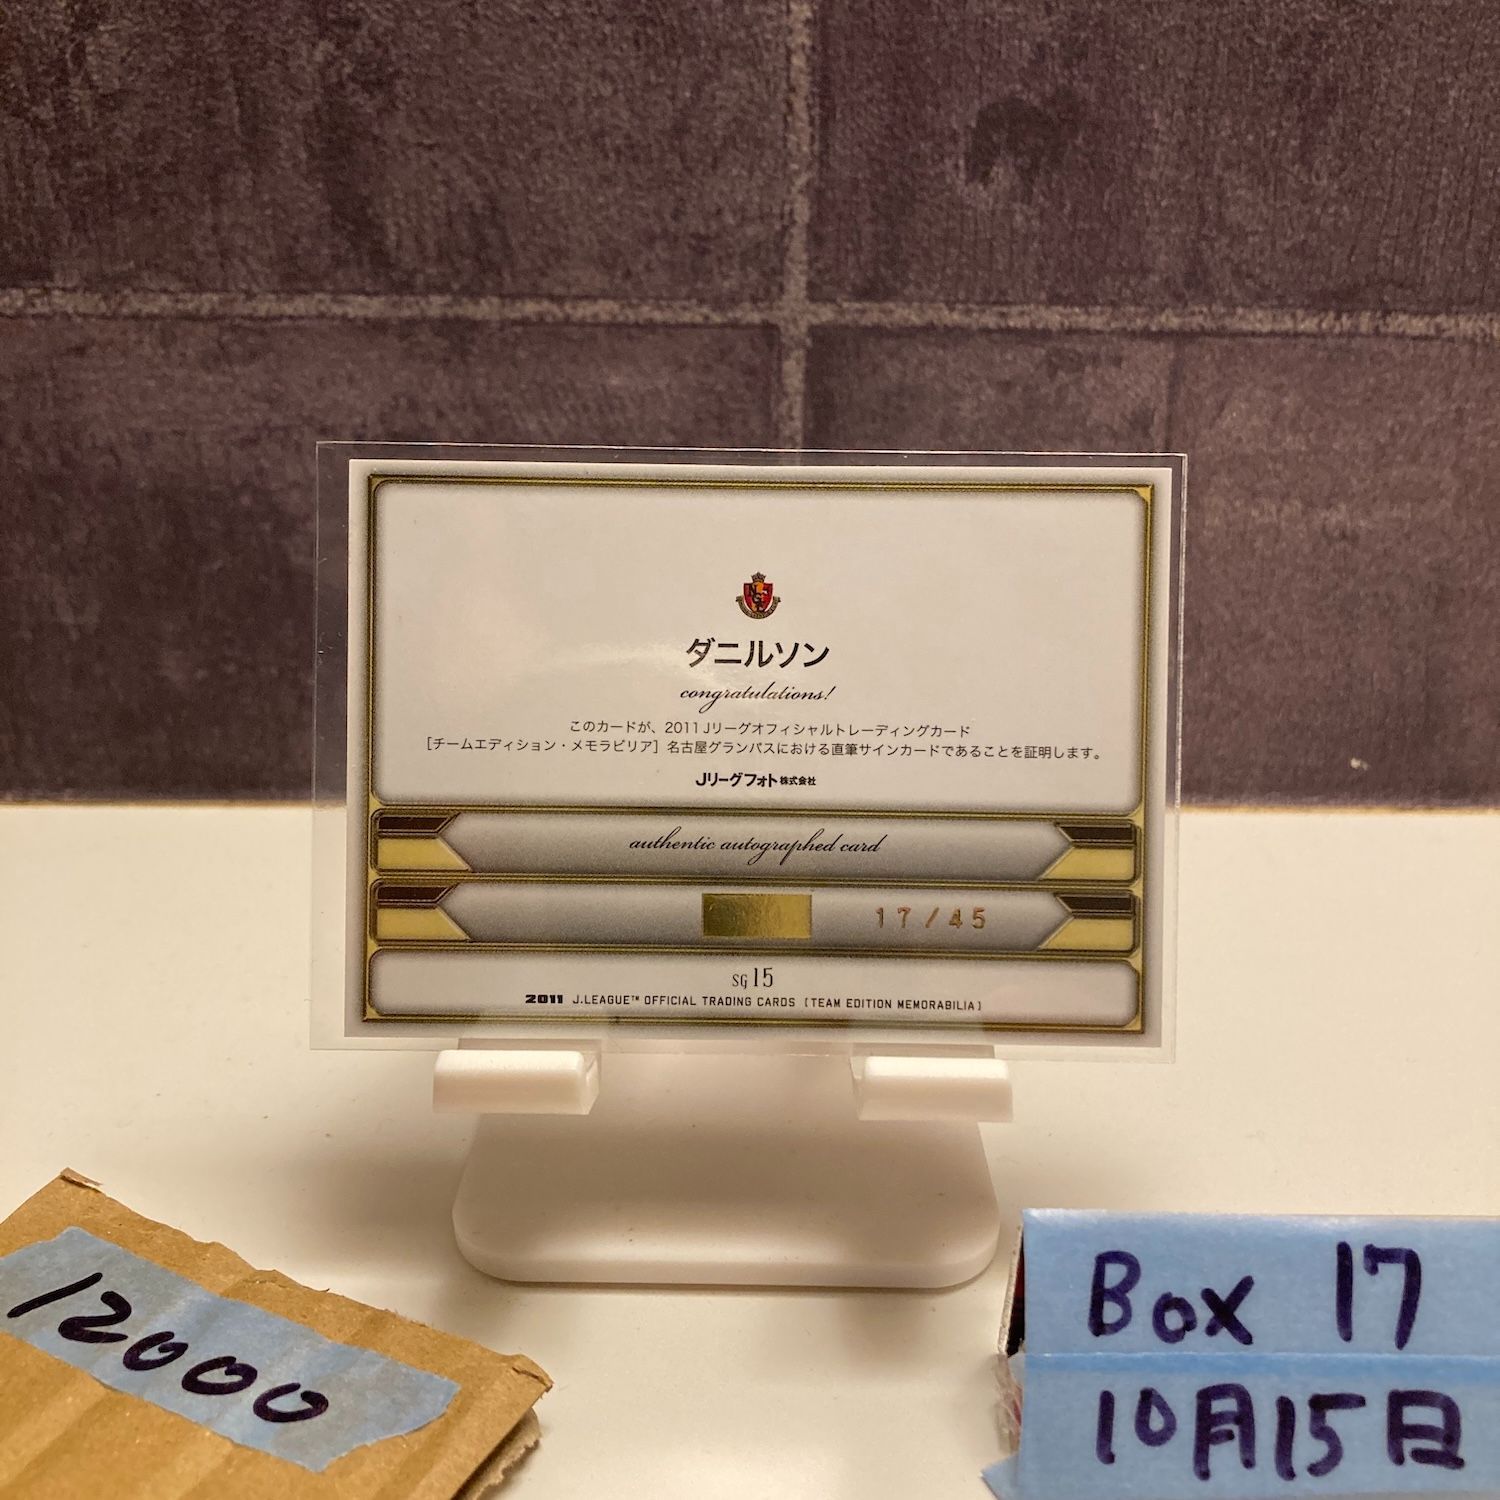 ダニルソン
congratulations!
このカードが、2011Jリーグオフィシャルトレーディングカード
［チームエディション・メモラビリア］名古屋グランパスにおける直筆サインカードであることを証明します。
Jリーグフォト株式会社
authentic autographed card
17/45
SG15
2011 J.LEAGUE™ OFFICIAL TRADING CARDS [TEAM EDITION MEMORABILIA]
12000
Box 17
10月15日